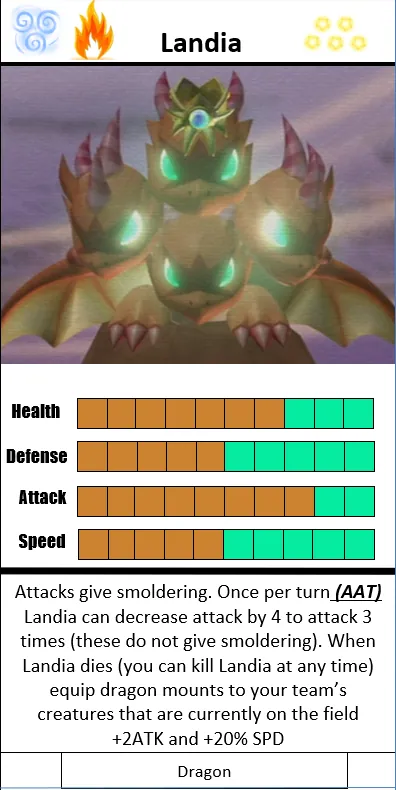 Landia
Health
Defense
Attack
Speed
Attacks give smoldering. Once per turn (AAT)
Landia can decrease attack by 4 to attack 3
times (these do not give smoldering). When
Landia dies (you can kill Landia at any time)
equip dragon mounts to your team’s
creatures that are currently on the field
+2ATK and +20% SPD
Dragon